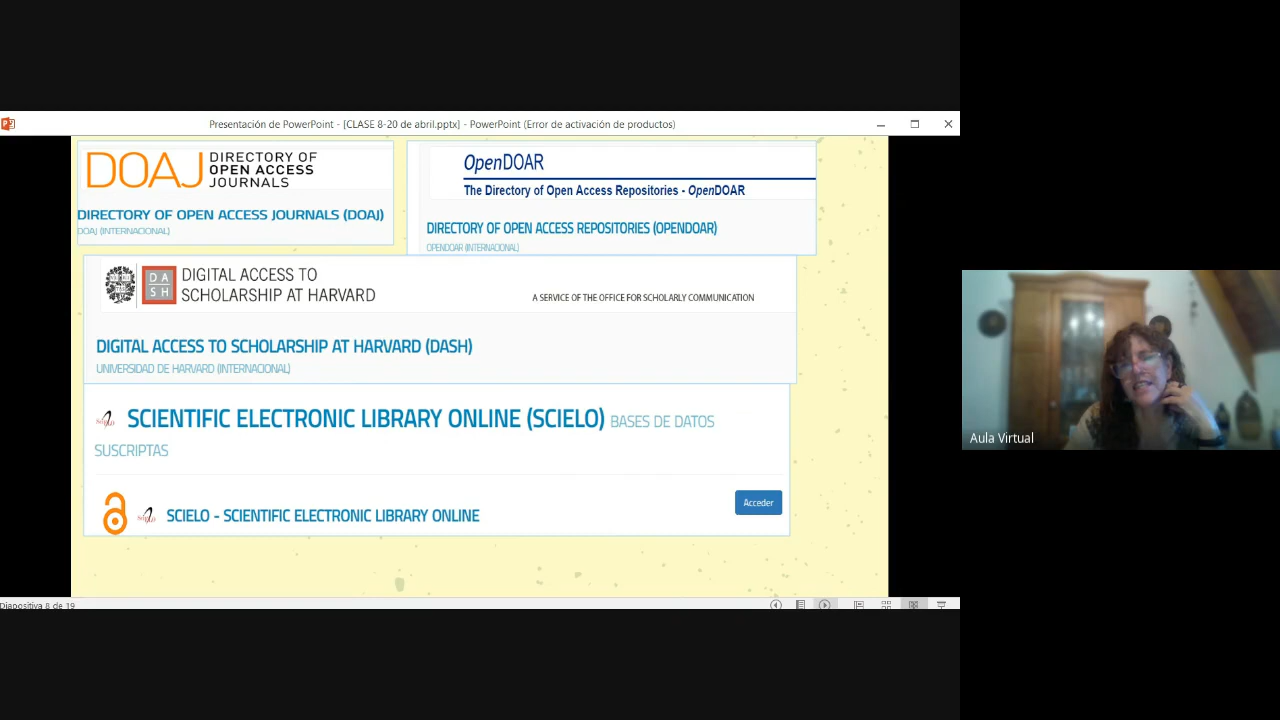 Presentación de PowerPoint - [CLASE 8-20 de abril.pptx] - PowerPoint (Error de activación de productos)
DOAJ DIRECTORY OF
OPEN ACCESS
JOURNALS
DIRECTORY OF OPEN ACCESS JOURNALS (DOAJ)
DOAJ (INTERNACIONAL)
OpenDOAR
The Directory of Open Access Repositories - OpenDOAR
DIRECTORY OF OPEN ACCESS REPOSITORIES (OPENDOAR)
OPENDOAR (INTERNACIONAL)
DA
SH
DIGITAL ACCESS TO
SCHOLARSHIP AT HARVARD
A SERVICE OF THE OFFICE FOR SCHOLARLY COMMUNICATION
DIGITAL ACCESS TO SCHOLARSHIP AT HARVARD (DASH)
UNIVERSIDAD DE HARVARD (INTERNACIONAL)
SCIENTIFIC ELECTRONIC LIBRARY ONLINE (SCIELO) BASES DE DATOS
SUSCRIPTAS
Acceder
SCIELO - SCIENTIFIC ELECTRONIC LIBRARY ONLINE
Diapositiva 8 de 19
Aula Virtual